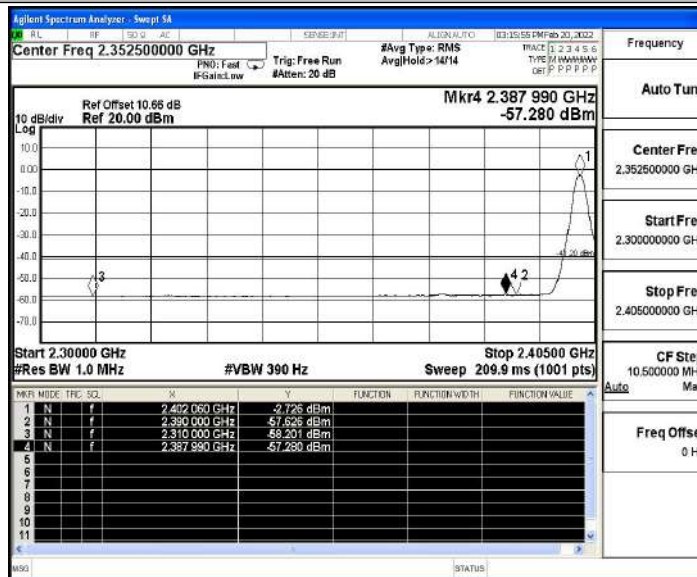 Agilent Spectrum Analyzer - Swept SA
RL RF 50 Ω AC SENSE:INT ALIGN AUTO 03:15:55 PM Feb 20, 2022
Center Freq 2.352500000 GHz
PNO: Fast
IFGain:Low
Trig: Free Run
#Atten: 20 dB
#Avg Type: RMS
Avg|Hold:> 14/14
TRACE 1 2 3 4 5 6
TYPE M WWWWW
DET P P P P P P
Mkr4 2.387 990 GHz
-57.280 dBm
Ref Offset 10.66 dB
10 dB/div Ref 20.00 dBm
Log
10.0
0.00
-10.0
-20.0
-30.0
-40.0
-50.0
-60.0
-70.0
1
-41.20 dBm
3
4 2
Start 2.30000 GHz Stop 2.40500 GHz
#Res BW 1.0 MHz #VBW 390 Hz Sweep 209.9 ms (1001 pts)
MKR MODE TRC SCL X Y FUNCTION FUNCTION WIDTH FUNCTION VALUE
1 N f 2.402 060 GHz -2.726 dBm
2 N f 2.390 000 GHz -57.626 dBm
3 N f 2.310 000 GHz -58.201 dBm
4 N f 2.387 990 GHz -57.280 dBm
5
6
7
8
9
10
11
MSG STATUS
Frequency
Auto Tun
Center Fre
2.352500000 GH
Start Fre
2.300000000 GH
Stop Fre
2.405000000 GH
CF Ste
10.500000 MH
Auto Ma
Freq Offse
0 H